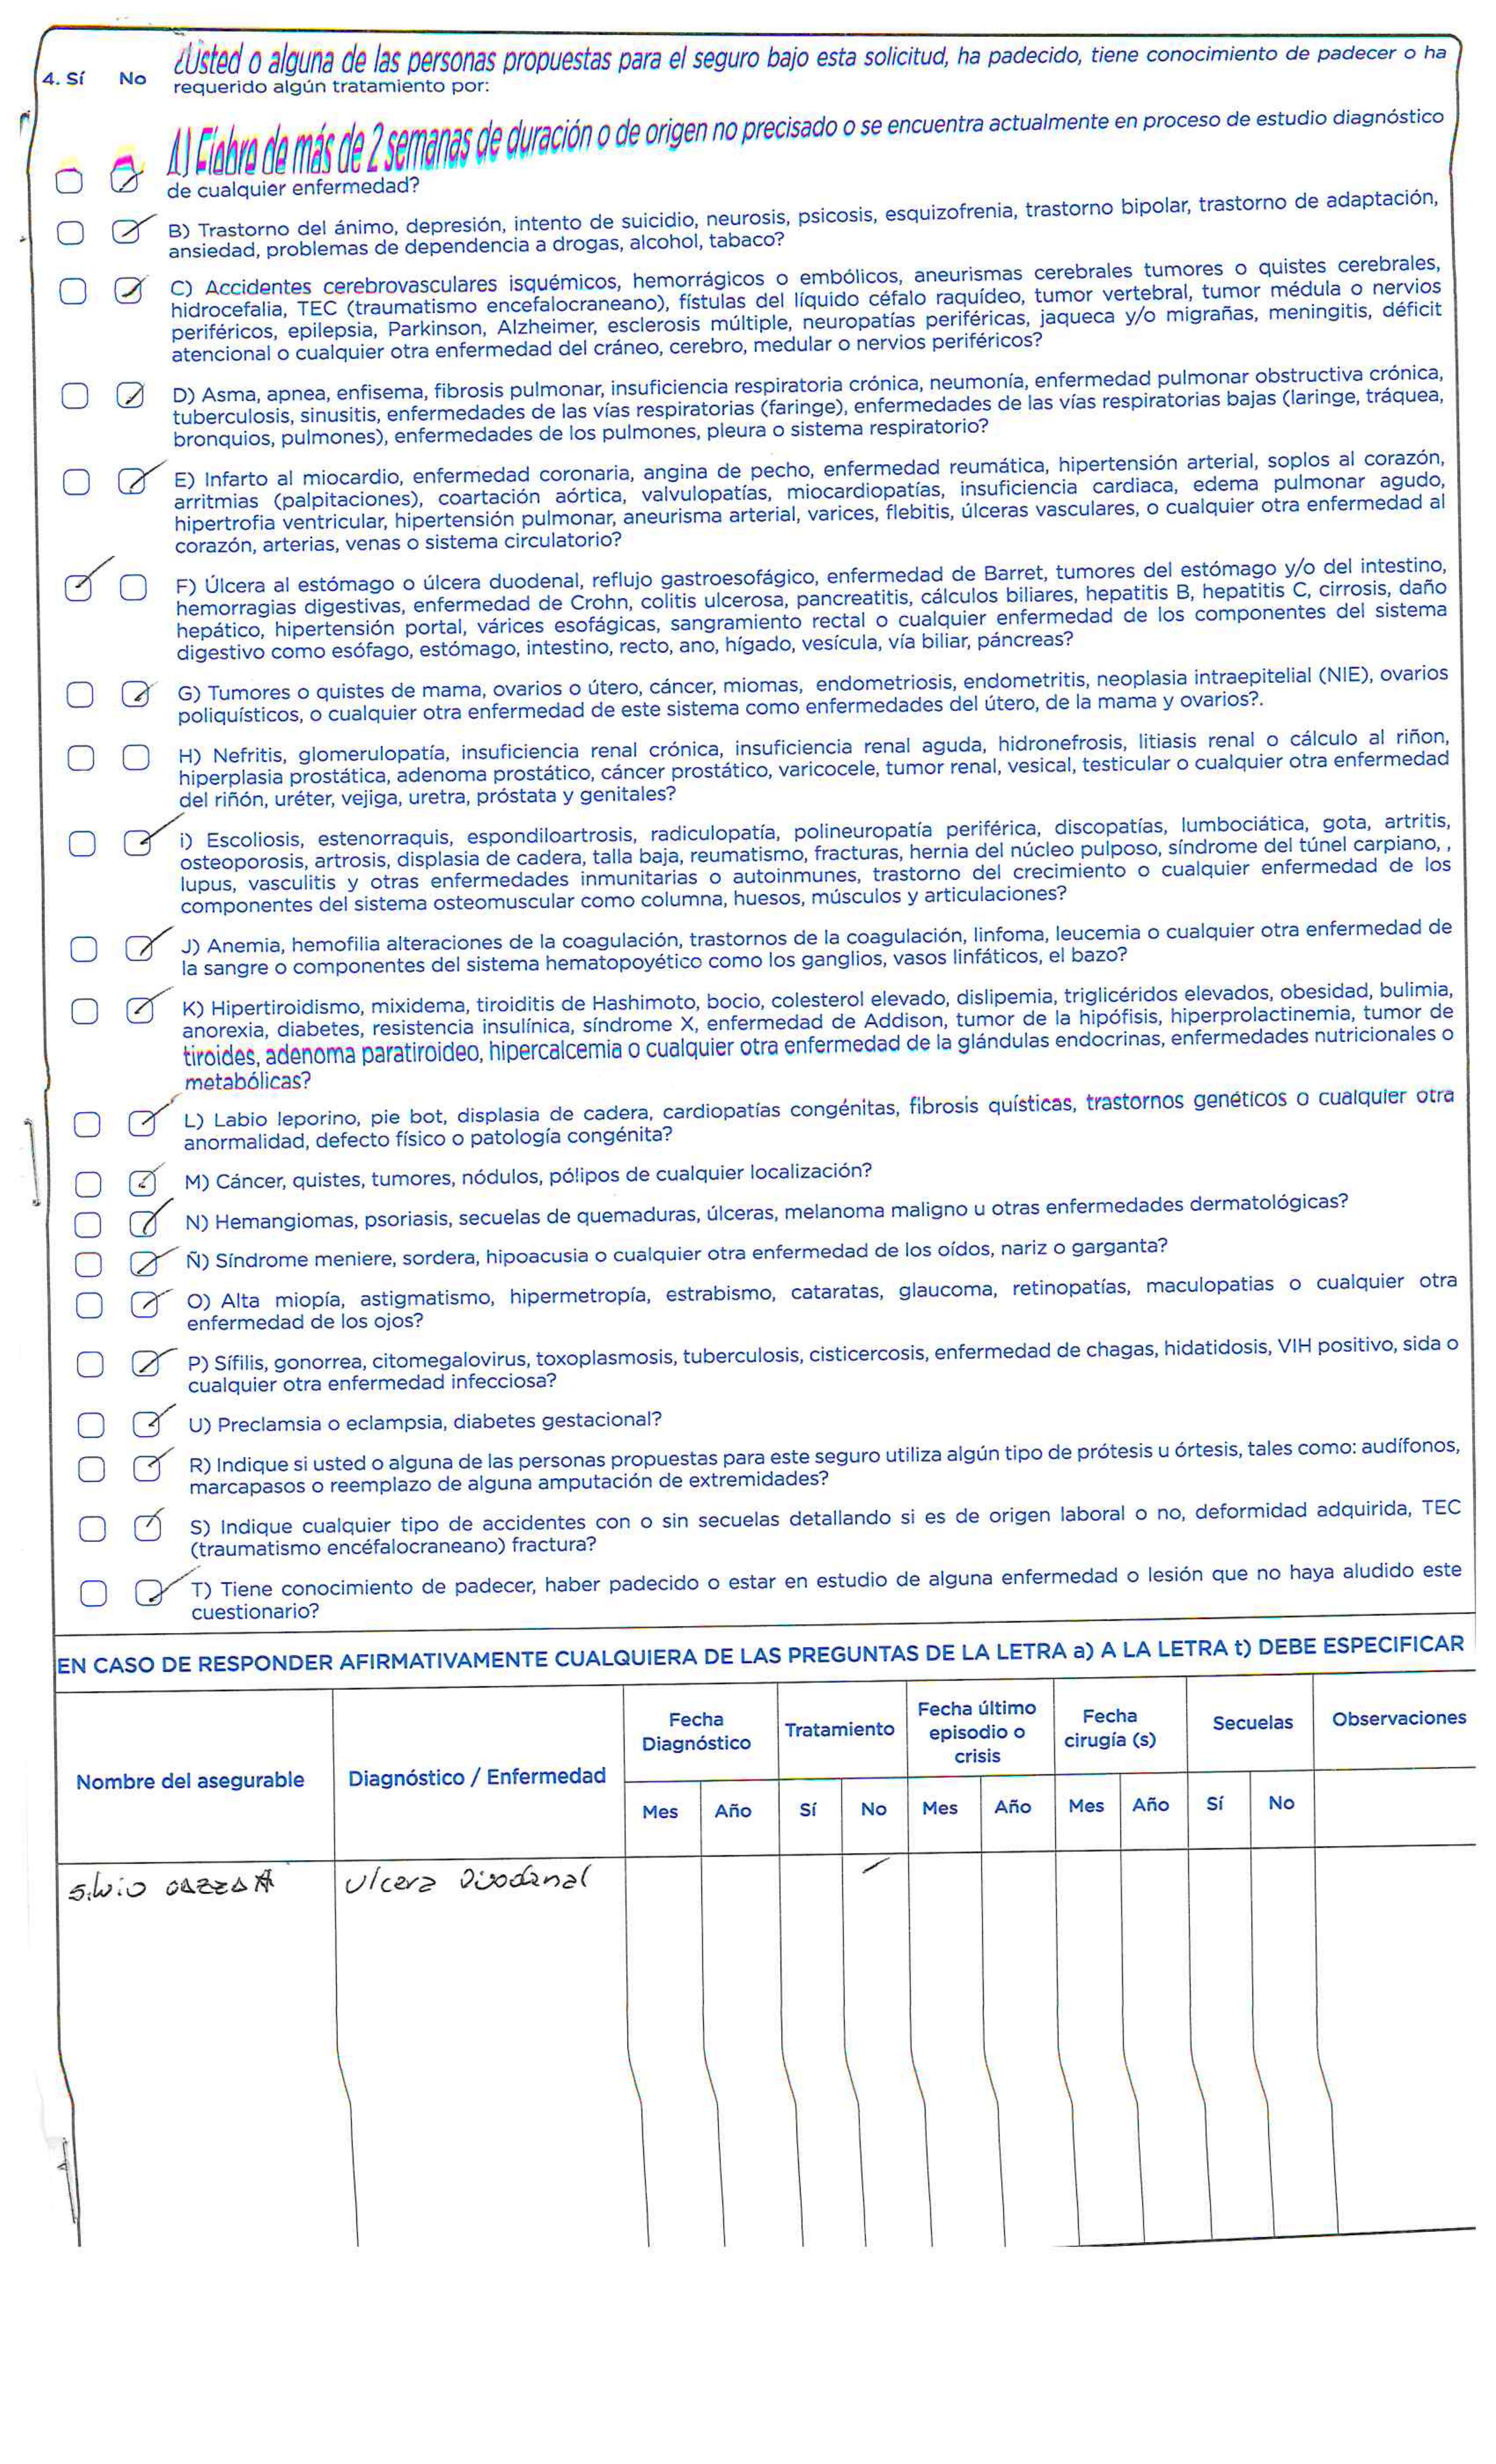 4. Sí No ¿Usted o alguna de las personas propuestas para el seguro bajo esta solicitud, ha padecido, tiene conocimiento de padecer o ha
requerido algún tratamiento por:
A) Fiebre de más de 2 semanas de duración o de origen no precisado o se encuentra actualmente en proceso de estudio diagnóstico
de cualquier enfermedad?
B) Trastorno del ánimo, depresión, intento de suicidio, neurosis, psicosis, esquizofrenia, trastorno bipolar, trastorno de adaptación,
ansiedad, problemas de dependencia a drogas, alcohol, tabaco?
C) Accidentes cerebrovasculares isquémicos, hemorrágicos o embólicos, aneurismas cerebrales tumores o quistes cerebrales,
hidrocefalia, TEC (traumatismo encefalocraneano), fístulas del líquido céfalo raquídeo, tumor vertebral, tumor médula o nervios
periféricos, epilepsia, Parkinson, Alzheimer, esclerosis múltiple, neuropatías periféricas, jaqueca y/o migrañas, meningitis, déficit
atencional o cualquier otra enfermedad del cráneo, cerebro, medular o nervios periféricos?
D) Asma, apnea, enfisema, fibrosis pulmonar, insuficiencia respiratoria crónica, neumonía, enfermedad pulmonar obstructiva crónica,
tuberculosis, sinusitis, enfermedades de las vías respiratorias (faringe), enfermedades de las vías respiratorias bajas (laringe, tráquea,
bronquios, pulmones), enfermedades de los pulmones, pleura o sistema respiratorio?
E) Infarto al miocardio, enfermedad coronaria, angina de pecho, enfermedad reumática, hipertensión arterial, soplos al corazón,
arritmias (palpitaciones), coartación aórtica, valvulopatías, miocardiopatías, insuficiencia cardiaca, edema pulmonar agudo,
hipertrofia ventricular, hipertensión pulmonar, aneurisma arterial, varices, flebitis, úlceras vasculares, o cualquier otra enfermedad al
corazón, arterias, venas o sistema circulatorio?
F) Úlcera al estómago o úlcera duodenal, reflujo gastroesofágico, enfermedad de Barret, tumores del estómago y/o del intestino,
hemorragias digestivas, enfermedad de Crohn, colitis ulcerosa, pancreatitis, cálculos biliares, hepatitis B, hepatitis C, cirrosis, daño
hepático, hipertensión portal, várices esofágicas, sangramiento rectal o cualquier enfermedad de los componentes del sistema
digestivo como esófago, estómago, intestino, recto, ano, hígado, vesícula, vía biliar, páncreas?
G) Tumores o quistes de mama, ovarios o útero, cáncer, miomas, endometriosis, endometritis, neoplasia intraepitelial (NIE), ovarios
poliquísticos, o cualquier otra enfermedad de este sistema como enfermedades del útero, de la mama y ovarios?.
H) Nefritis, glomerulopatía, insuficiencia renal crónica, insuficiencia renal aguda, hidronefrosis, litiasis renal o cálculo al riñon,
hiperplasia prostática, adenoma prostático, cáncer prostático, varicocele, tumor renal, vesical, testicular o cualquier otra enfermedad
del riñón, uréter, vejiga, uretra, próstata y genitales?
i) Escoliosis, estenorraquis, espondiloartrosis, radiculopatía, polineuropatía periférica, discopatías, lumbociática, gota, artritis,
osteoporosis, artrosis, displasia de cadera, talla baja, reumatismo, fracturas, hernia del núcleo pulposo, síndrome del túnel carpiano, ,
lupus, vasculitis y otras enfermedades inmunitarias o autoinmunes, trastorno del crecimiento o cualquier enfermedad de los
componentes del sistema osteomuscular como columna, huesos, músculos y articulaciones?
J) Anemia, hemofilia alteraciones de la coagulación, trastornos de la coagulación, linfoma, leucemia o cualquier otra enfermedad de
la sangre o componentes del sistema hematopoyético como los ganglios, vasos linfáticos, el bazo?
K) Hipertiroidismo, mixidema, tiroiditis de Hashimoto, bocio, colesterol elevado, dislipemia, triglicéridos elevados, obesidad, bulimia,
anorexia, diabetes, resistencia insulínica, síndrome X, enfermedad de Addison, tumor de la hipófisis, hiperprolactinemia, tumor de
tiroides, adenoma paratiroideo, hipercalcemia o cualquier otra enfermedad de la glándulas endocrinas, enfermedades nutricionales o
metabólicas?
L) Labio leporino, pie bot, displasia de cadera, cardiopatías congénitas, fibrosis quísticas, trastornos genéticos o cualquier otra
anormalidad, defecto físico o patología congénita?
M) Cáncer, quistes, tumores, nódulos, pólipos de cualquier localización?
N) Hemangiomas, psoriasis, secuelas de quemaduras, úlceras, melanoma maligno u otras enfermedades dermatológicas?
Ñ) Síndrome meniere, sordera, hipoacusia o cualquier otra enfermedad de los oídos, nariz o garganta?
O) Alta miopía, astigmatismo, hipermetropía, estrabismo, cataratas, glaucoma, retinopatías, maculopatias o cualquier otra
enfermedad de los ojos?
P) Sífilis, gonorrea, citomegalovirus, toxoplasmosis, tuberculosis, cisticercosis, enfermedad de chagas, hidatidosis, VIH positivo, sida o
cualquier otra enfermedad infecciosa?
U) Preclamsia o eclampsia, diabetes gestacional?
R) Indique si usted o alguna de las personas propuestas para este seguro utiliza algún tipo de prótesis u órtesis, tales como: audífonos,
marcapasos o reemplazo de alguna amputación de extremidades?
S) Indique cualquier tipo de accidentes con o sin secuelas detallando si es de origen laboral o no, deformidad adquirida, TEC
(traumatismo encéfalocraneano) fractura?
T) Tiene conocimiento de padecer, haber padecido o estar en estudio de alguna enfermedad o lesión que no haya aludido este
cuestionario?
EN CASO DE RESPONDER AFIRMATIVAMENTE CUALQUIERA DE LAS PREGUNTAS DE LA LETRA a) A LA LETRA t) DEBE ESPECIFICAR
Nombre del asegurable Diagnóstico / Enfermedad Fecha Diagnóstico Tratamiento Fecha último episodio o crisis Fecha cirugía (s) Secuelas Observaciones
Mes Año Sí No Mes Año Mes Año Sí No
Silvio Ulcera Duodenal